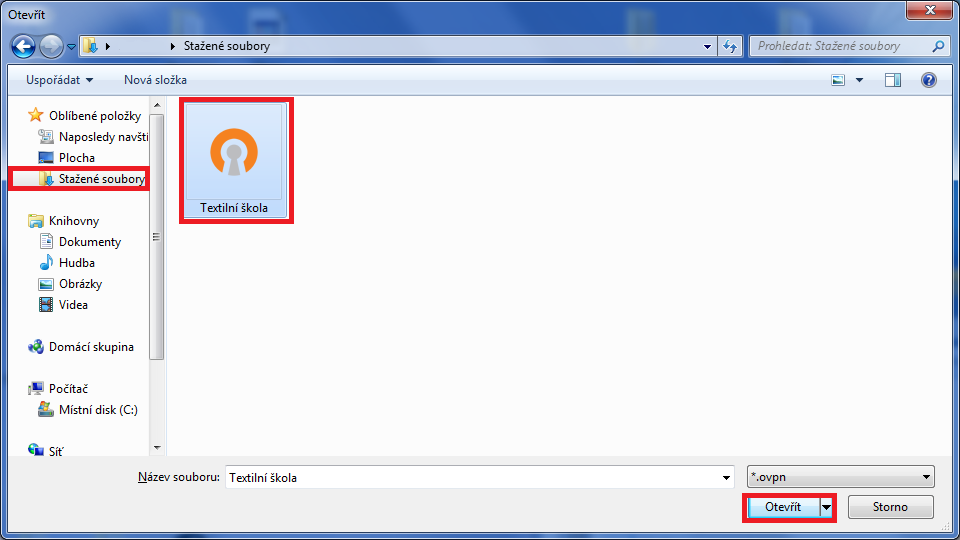 Otevřít
Stažené soubory
Prohledat: Stažené soubory
Uspořádat
Nová složka
Oblíbené položky
Naposledy navšti
Plocha
Stažené soubory
Knihovny
Dokumenty
Hudba
Obrázky
Videa
Domácí skupina
Počítač
Místní disk (C:)
Síť
Textilní škola
Název souboru:
Textilní škola
*.ovpn
Otevřít
Storno